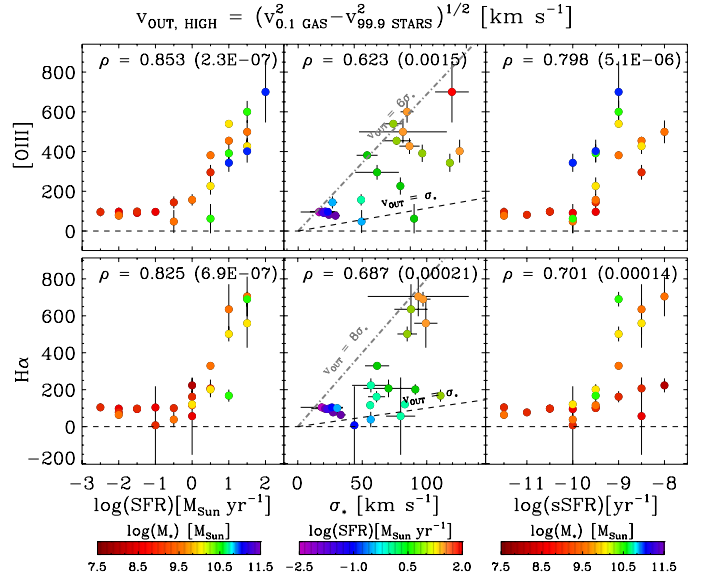 v_OUT, HIGH = (v²_0.1 GAS − v²_99.9 STARS)^1/2 [km s⁻¹]
ρ = 0.853 (2.3E-07)
ρ = 0.623 (0.0015)
ρ = 0.798 (5.1E-06)
[OIII]
800
600
400
200
0
v_OUT = 6σ*
v_OUT = σ*
ρ = 0.825 (6.9E-07)
ρ = 0.687 (0.00021)
ρ = 0.701 (0.00014)
Hα
800
600
400
200
0
-200
v_OUT = 8σ*
v_OUT = σ*
-3 -2 -1 0 1 2
0 50 100
-11 -10 -9 -8
log(SFR)[M_Sun yr⁻¹]
σ* [km s⁻¹]
log(sSFR)[yr⁻¹]
log(M*) [M_Sun]
log(SFR)[M_Sun yr⁻¹]
log(M*) [M_Sun]
7.5 8.5 9.5 10.5 11.5
-2.5 -1.6 -0.7 0.2 1.1 2.0
7.5 8.5 9.5 10.5 11.5